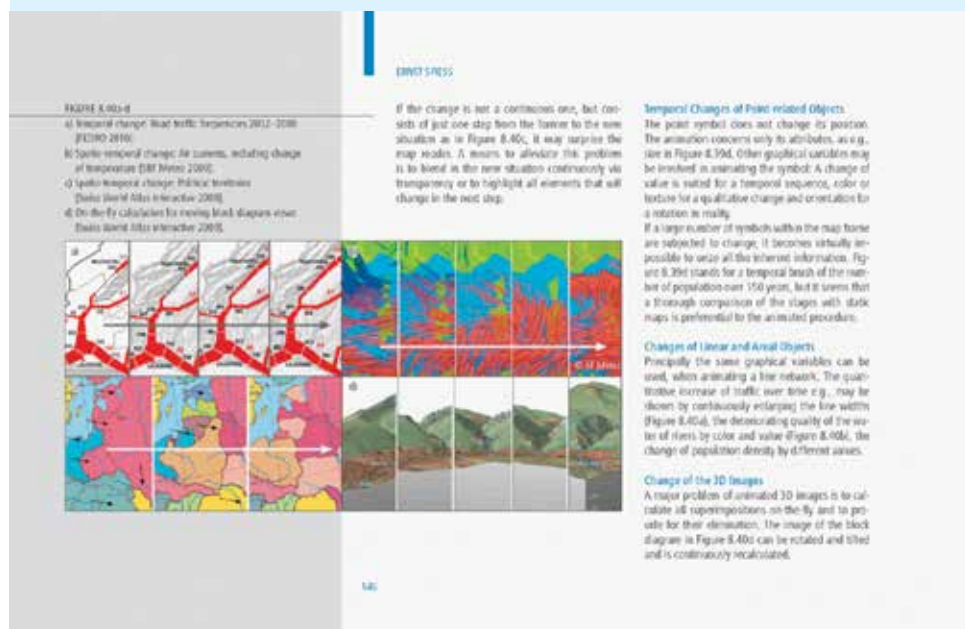 ERNST SPIESS
FIGURE 8.40a-d
a) Temporal change: Road traffic frequencies
b) Spatio-temporal change: Air currents, including change
of temperature [SRF Meteo
c) Spatio-temporal change: Political territories
[Swiss World Atlas interactive
d) On-the-fly calculation for moving block diagram views
[Swiss World Atlas interactive
If the change is not a continuous one, but con-
sists of just one step from the former to the new
situation as in Figure 8.40c, it may surprise the
map reader. A means to alleviate this problem
is to blend in the new situation continuously via
transparency or to highlight all elements that will
change in the next step.
Temporal Changes of Point-related Objects
The point symbol does not change its position.
The animation concerns only its attributes, as e.g.,
size in Figure 8.39d. Other graphical variables may
be involved in animating the symbol: A change of
value is suited for a temporal sequence, color or
texture for a qualitative change and orientation for
a rotation in reality.
If a large number of symbols within the map frame
are subjected to change, it becomes virtually im-
possible to seize all the inherent information. Fig-
ure 8.39d stands for a temporal brush of the num-
ber of population over 150 years, but it seems that
a thorough comparison of the stages with static
maps is preferential to the animated procedure.
Changes of Linear and Areal Objects
Principally the same graphical variables can be
used, when animating a line network. The quan-
titative increase of traffic over time e.g., may be
shown by continuously enlarging the line widths
(Figure 8.40a), the deteriorating quality of the wa-
ter of rivers by color and value (Figure 8.40b), the
change of population density by different values.
Change of the 3D Images
A major problem of animated 3D images is to cal-
culate all superimpositions on-the-fly and to pro-
vide for their elimination. The image of the block
diagram in Figure 8.40d can be rotated and tilted
and is continuously recalculated.